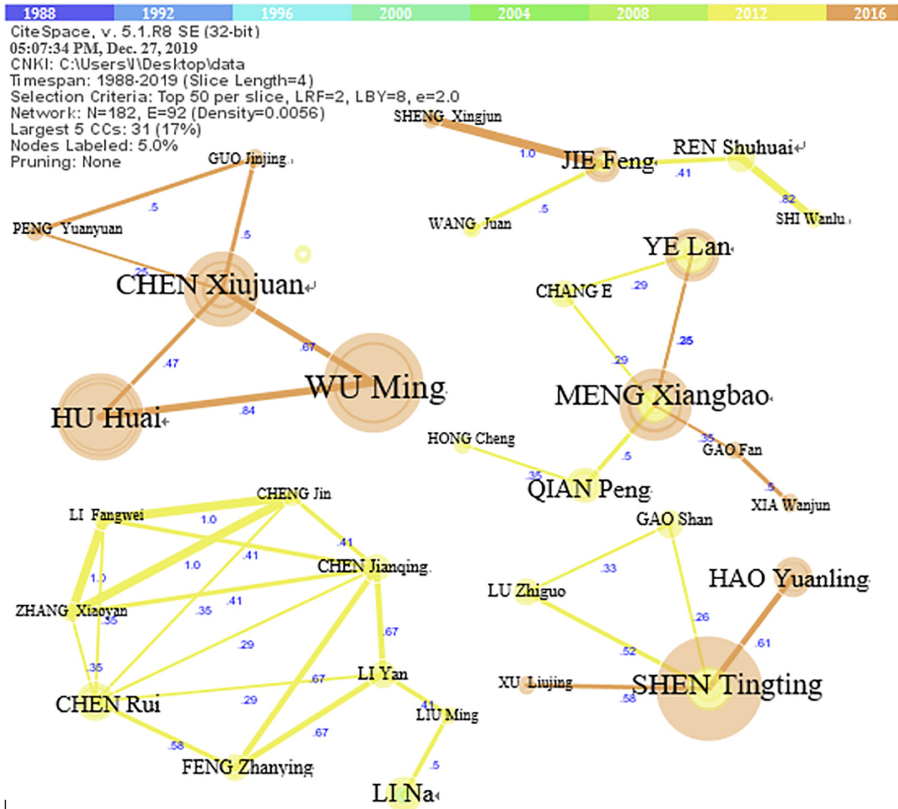 1988 1992 1996 2000 2004 2008 2012 2016
CiteSpace, v. 5.1.R8 SE (32-bit)
05:07:34 PM, Dec. 27, 2019
CNKI: C:\Users\I\Desktop\data
Timespan: 1988-2019 (Slice Length=4)
Selection Criteria: Top 50 per slice, LRF=2, LBY=8, e=2.0
Network: N=182, E=92 (Density=0.0056)
Largest 5 CCs: 31 (17%)
Nodes Labeled: 5.0%
Pruning: None
GUO Jinjing
.5
PENG Yuanyuan
.5
.25
CHEN Xiujuan
.67
.47
WU Ming
.84
HU Huai
SHENG Xingjun
1.0
JIE Feng
REN Shuhuai
.41
.5
.82
WANG Juan
SHI Wanlu
YE Lan
CHANG E
.29
.29
.25
MENG Xiangbao
HONG Cheng
.35
GAO Fan
.5
.35
.5
QIAN Peng
XIA Wanjun
CHENG Jin
LI Fangwei
1.0
.41
.41
1.0
1.0
CHEN Jianqing
ZHANG Xiaoyan
.35
.35
.41
.29
.67
.35
LI Yan
.67
.29
CHEN Rui
.41
LIU Ming
.67
.58
FENG Zhanying
.5
LI Na
GAO Shan
.33
LU Zhiguo
HAO Yuanling
.26
.61
.52
XU Liujing
.58
SHEN Tingting